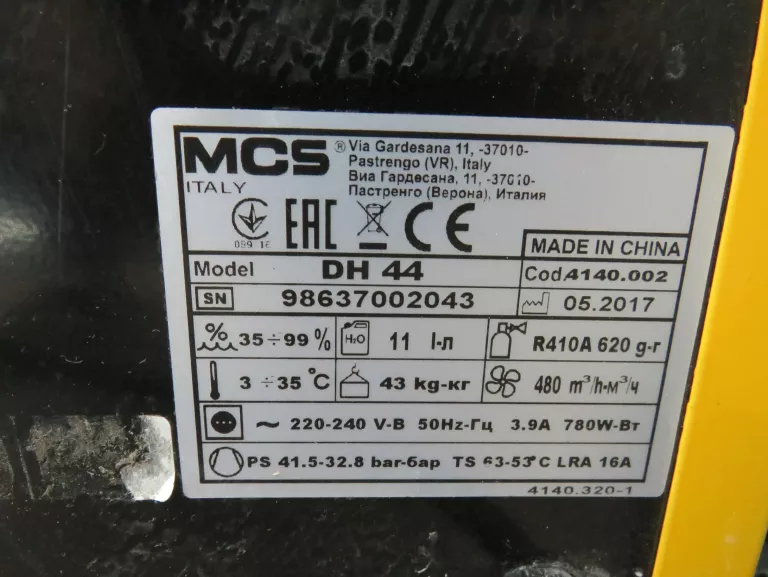 MCS ® Via Gardesana 11, -37010-
Pastrengo (VR), Italy
ITALY
Виа Гардесана, 11, -37010-
Пастренго (Верона), Италия
099 16
EAC CE
MADE IN CHINA
Model DH 44 Cod.4140.002
SN 98637002043 05.2017
% 35÷99 % H₂O 11 l-л R410A 620 g-г
3 ÷35 °C 43 kg-кг 480 m³/h-м³/ч
~ 220-240 V-B 50Hz-Гц 3.9A 780W-Вт
PS 41.5-32.8 bar-бар TS 63-53°C LRA 16A
4140.320-1